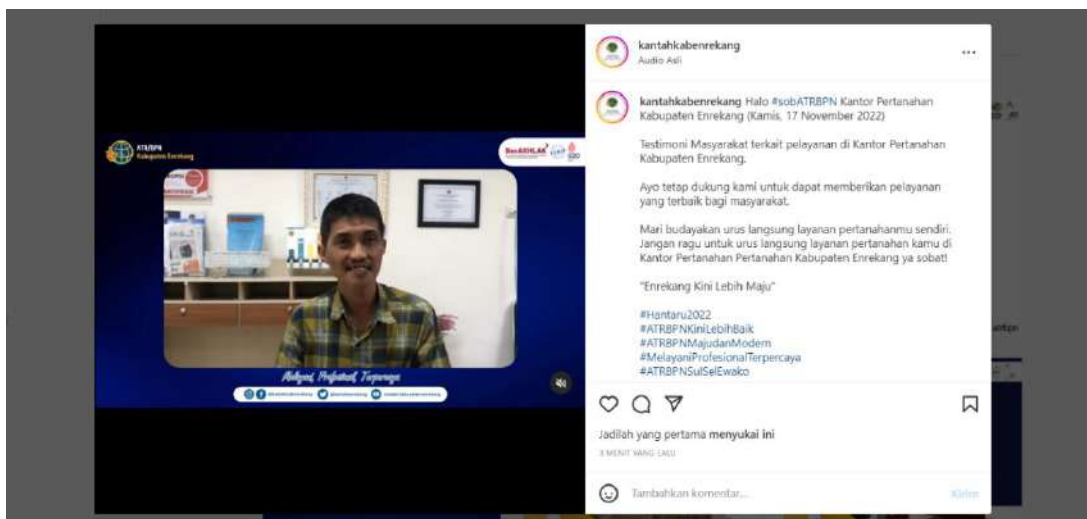 kantahkabenrekang
Audio Asli
kantahkabenrekang Halo #sobATRBPN Kantor Pertanahan
Kabupaten Enrekang (Kamis, 17 November 2022)
Testimoni Masyarakat terkait pelayanan di Kantor Pertanahan
Kabupaten Enrekang.
Ayo tetap dukung kami untuk dapat memberikan pelayanan
yang terbaik bagi masyarakat.
Mari budayakan urus langsung layanan pertanahanmu sendiri.
Jangan ragu untuk urus langsung layanan pertanahan kamu di
Kantor Pertanahan Pertanahan Kabupaten Enrekang ya sobat!
"Enrekang Kini Lebih Maju"
#Hantaru2022
#ATRBPNKiniLebihBaik
#ATRBPNMajudanModern
#MelayaniProfesionalTerpercaya
#ATRBPNSulSelEwako
Jadilah yang pertama menyukai ini
3 MENIT YANG LALU
Tambahkan komentar...
Kirim
ATR/BPN
Kabupaten Enrekang
BerAKHLAK
Melayani, Profesional, Terpercaya